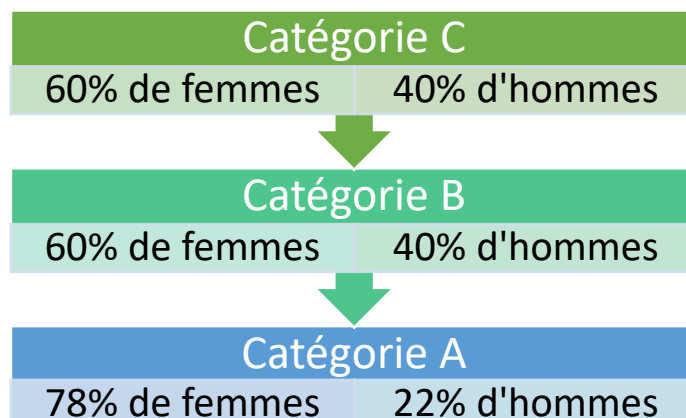 Catégorie C
60% de femmes 40% d'hommes
Catégorie B
60% de femmes 40% d'hommes
Catégorie A
78% de femmes 22% d'hommes